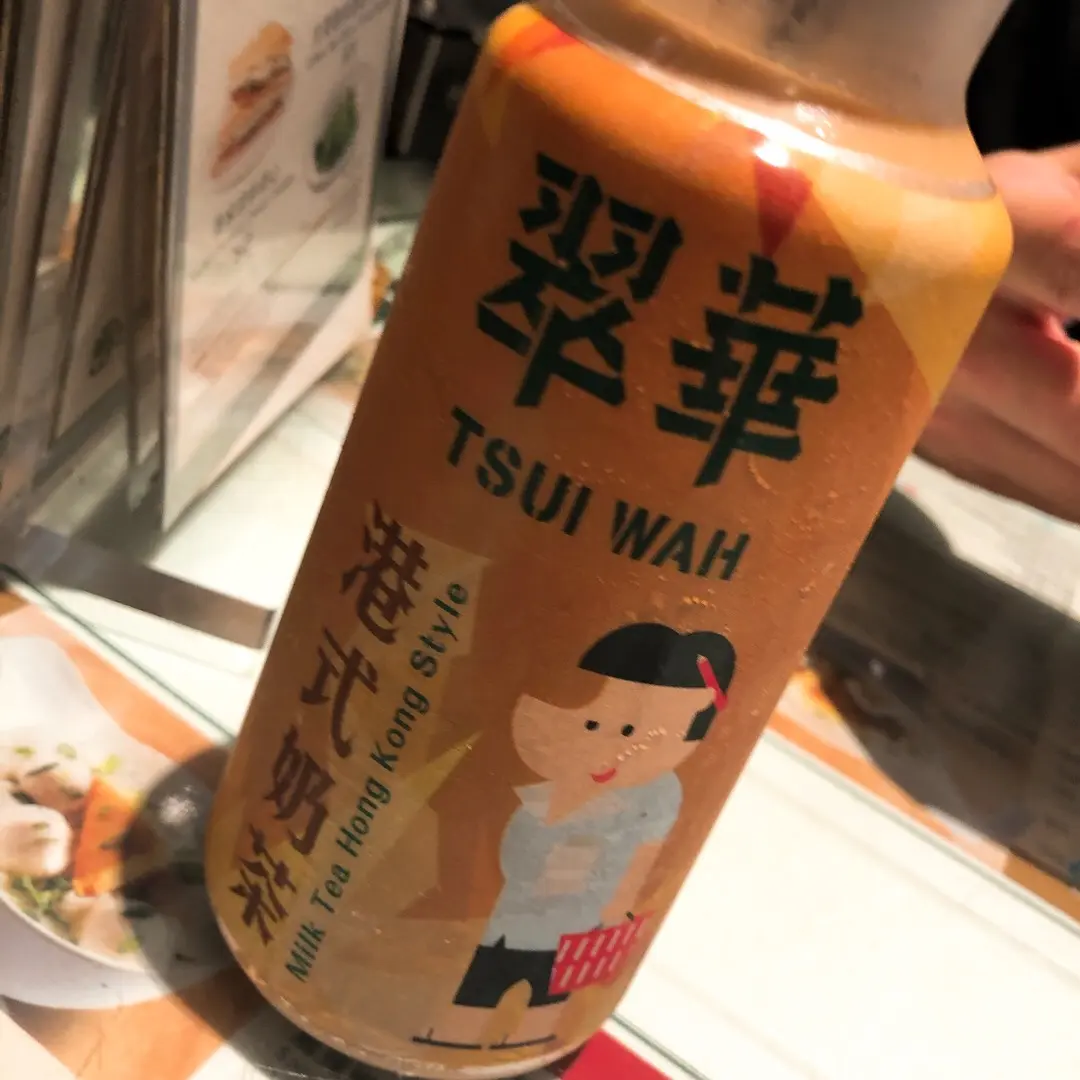 翠華
TSUI WAH
港式奶茶
Milk Tea Hong Kong Style